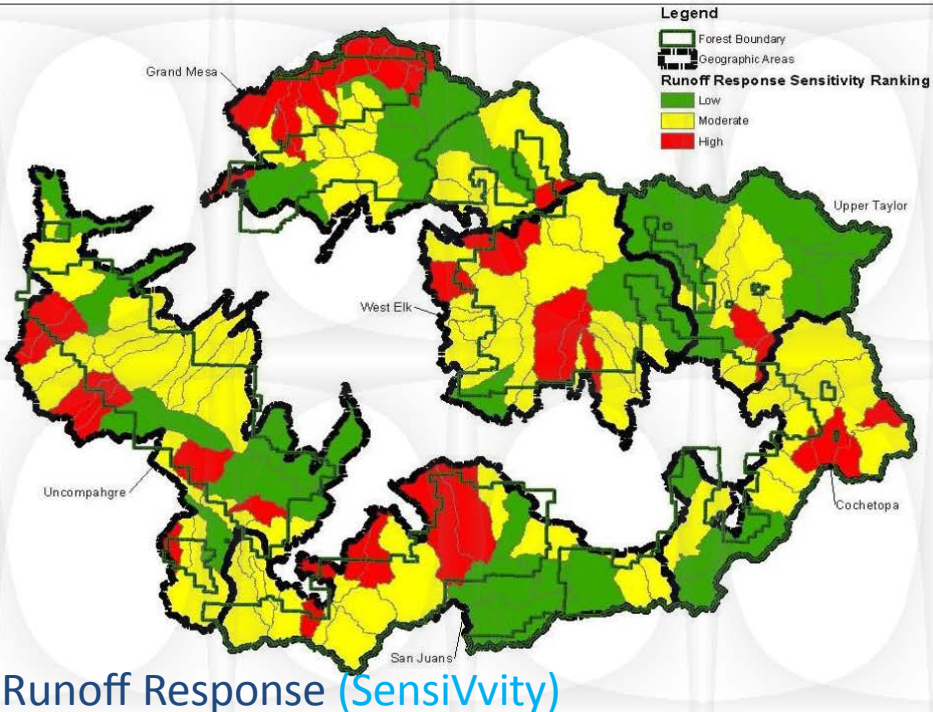 Legend
Forest Boundary
Geographic Areas
Runoff Response Sensitivity Ranking
Low
Moderate
High
Grand Mesa
Upper Taylor
West Elk
Uncompahgre
Cochetopa
San Juans
Runoff Response (SensiVvity)